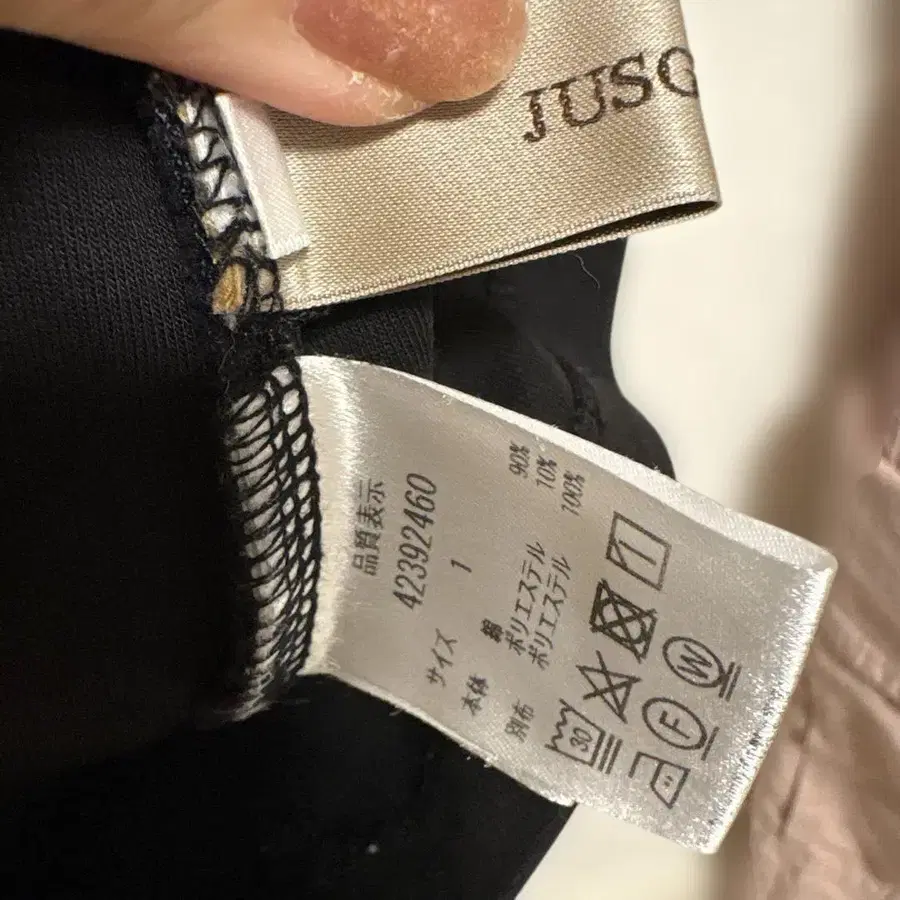 JUSG
品質表示
42392460
サイズ 1
本体 綿 90%
ポリエステル 10%
別布 ポリエステル 100%
30
F
W